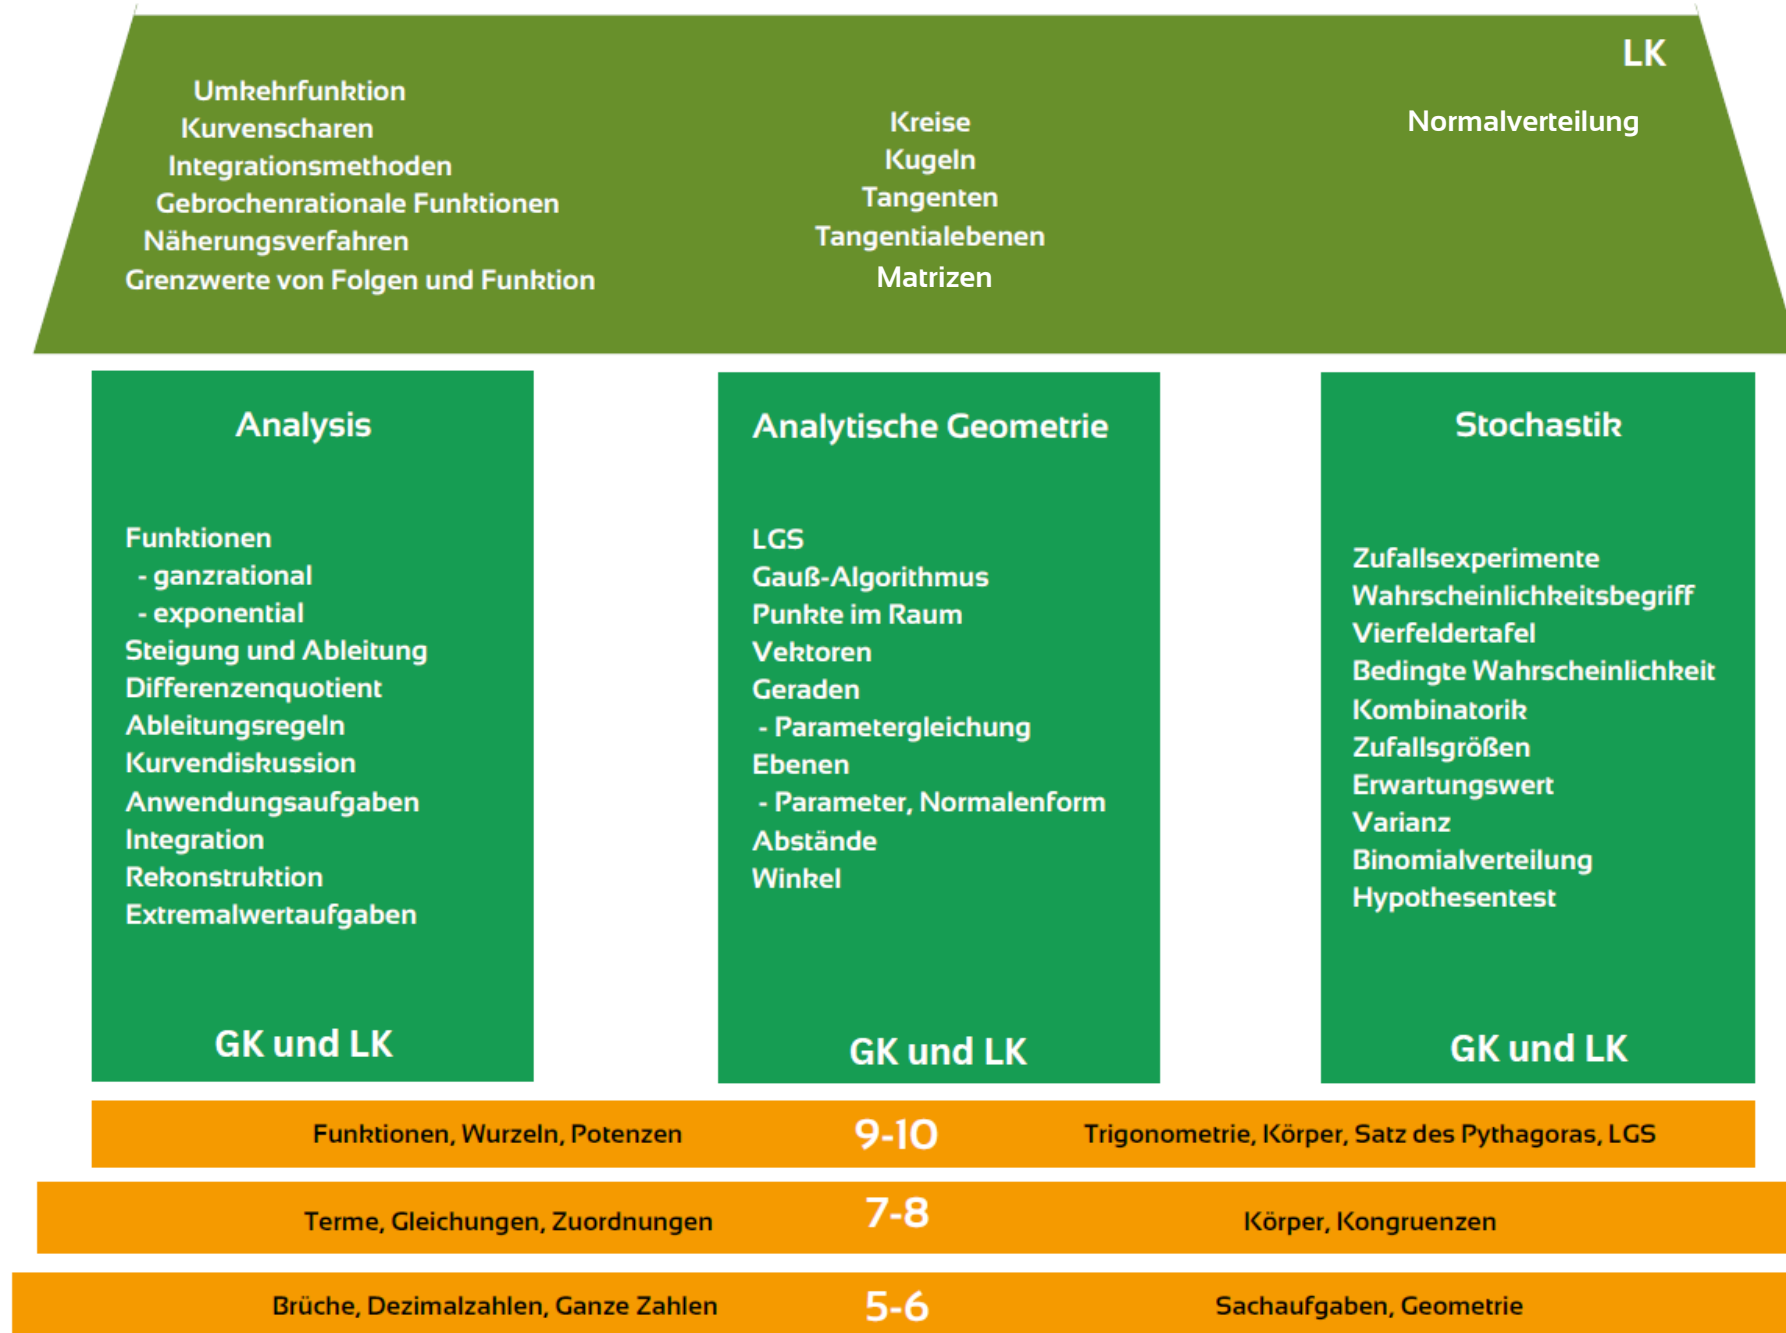 LK
Umkehrfunktion
Kurvenscharen
Integrationsmethoden
Gebrochenrationale Funktionen
Näherungsverfahren
Grenzwerte von Folgen und Funktion
Kreise
Kugeln
Tangenten
Tangentialebenen
Matrizen
Normalverteilung
Analysis
Funktionen
- ganzrational
- exponential
Steigung und Ableitung
Differenzenquotient
Ableitungsregeln
Kurvendiskussion
Anwendungsaufgaben
Integration
Rekonstruktion
Extremalwertaufgaben
GK und LK
Analytische Geometrie
LGS
Gauß-Algorithmus
Punkte im Raum
Vektoren
Geraden
- Parametergleichung
Ebenen
- Parameter, Normalenform
Abstände
Winkel
GK und LK
Stochastik
Zufallsexperimente
Wahrscheinlichkeitsbegriff
Vierfeldertafel
Bedingte Wahrscheinlichkeit
Kombinatorik
Zufallsgrößen
Erwartungswert
Varianz
Binomialverteilung
Hypothesentest
GK und LK
Funktionen, Wurzeln, Potenzen 9-10 Trigonometrie, Körper, Satz des Pythagoras, LGS
Terme, Gleichungen, Zuordnungen 7-8 Körper, Kongruenzen
Brüche, Dezimalzahlen, Ganze Zahlen 5-6 Sachaufgaben, Geometrie